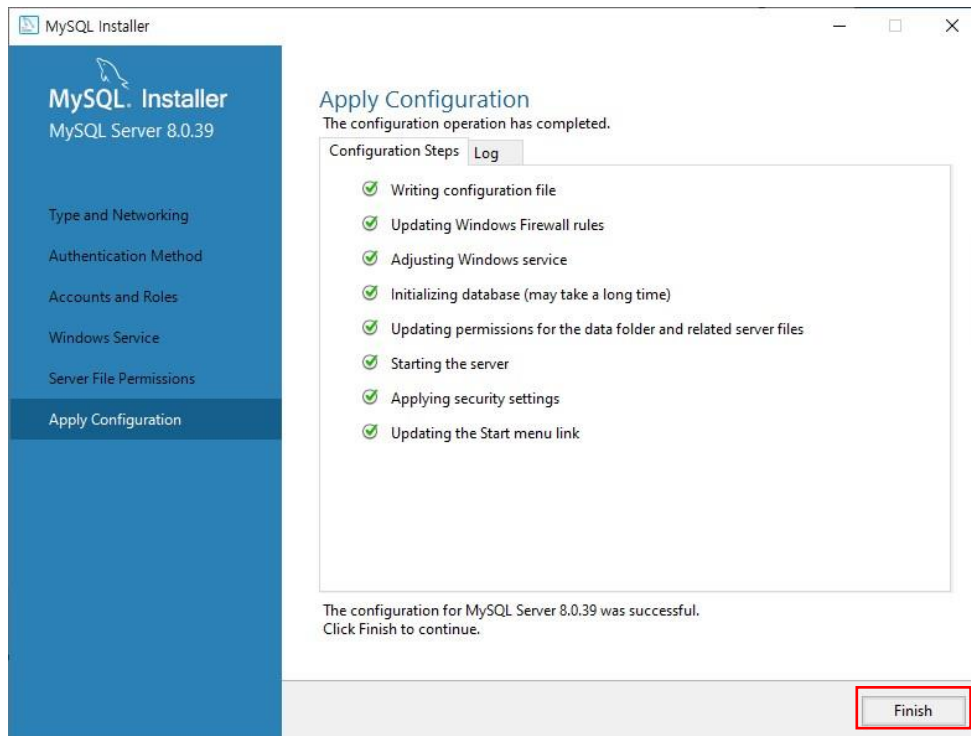 MySQL Installer
MySQL. Installer
MySQL Server 8.0.39
Type and Networking
Authentication Method
Accounts and Roles
Windows Service
Server File Permissions
Apply Configuration
Apply Configuration
The configuration operation has completed.
Configuration Steps Log
Writing configuration file
Updating Windows Firewall rules
Adjusting Windows service
Initializing database (may take a long time)
Updating permissions for the data folder and related server files
Starting the server
Applying security settings
Updating the Start menu link
The configuration for MySQL Server 8.0.39 was successful.
Click Finish to continue.
Finish